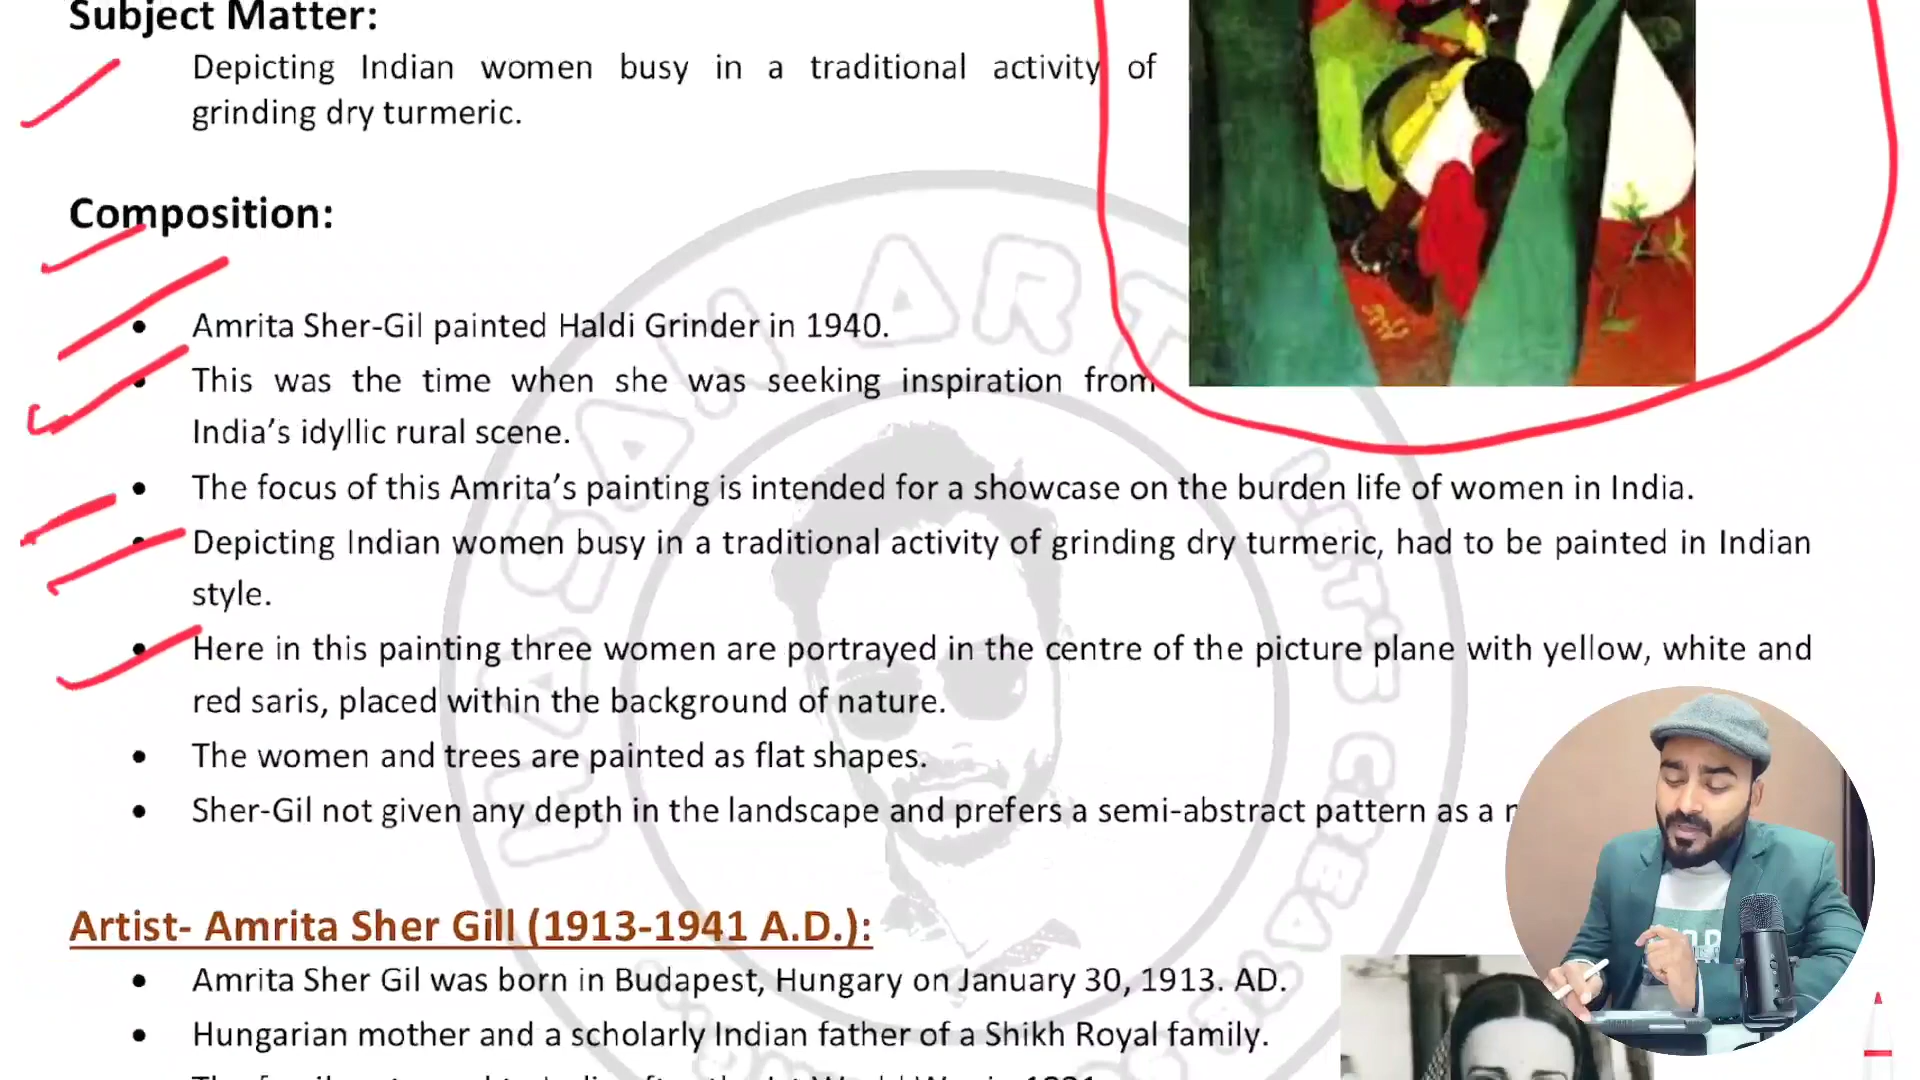 Subject Matter:
Depicting Indian women busy in a traditional activity of
grinding dry turmeric.
Composition:
• Amrita Sher-Gil painted Haldi Grinder in 1940.
• This was the time when she was seeking inspiration from
India’s idyllic rural scene.
• The focus of this Amrita’s painting is intended for a showcase on the burden life of women in India.
• Depicting Indian women busy in a traditional activity of grinding dry turmeric, had to be painted in Indian
style.
• Here in this painting three women are portrayed in the centre of the picture plane with yellow, white and
red saris, placed within the background of nature.
• The women and trees are painted as flat shapes.
• Sher-Gil not given any depth in the landscape and prefers a semi-abstract pattern as a
Artist- Amrita Sher Gill (1913-1941 A.D.):
• Amrita Sher Gil was born in Budapest, Hungary on January 30, 1913. AD.
• Hungarian mother and a scholarly Indian father of a Shikh Royal family.
HASAN ART
LET'S CREATE